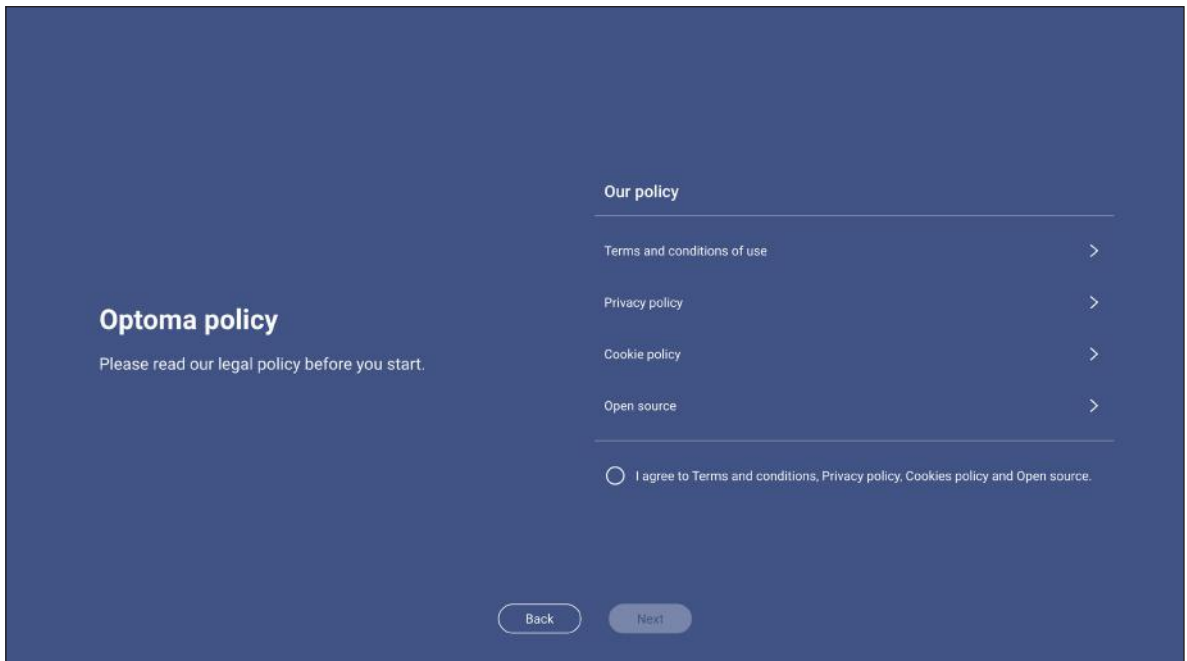 Optoma policy
Please read our legal policy before you start.
Our policy
Terms and conditions of use
Privacy policy
Cookie policy
Open source
I agree to Terms and conditions, Privacy policy, Cookies policy and Open source.
Back
Next